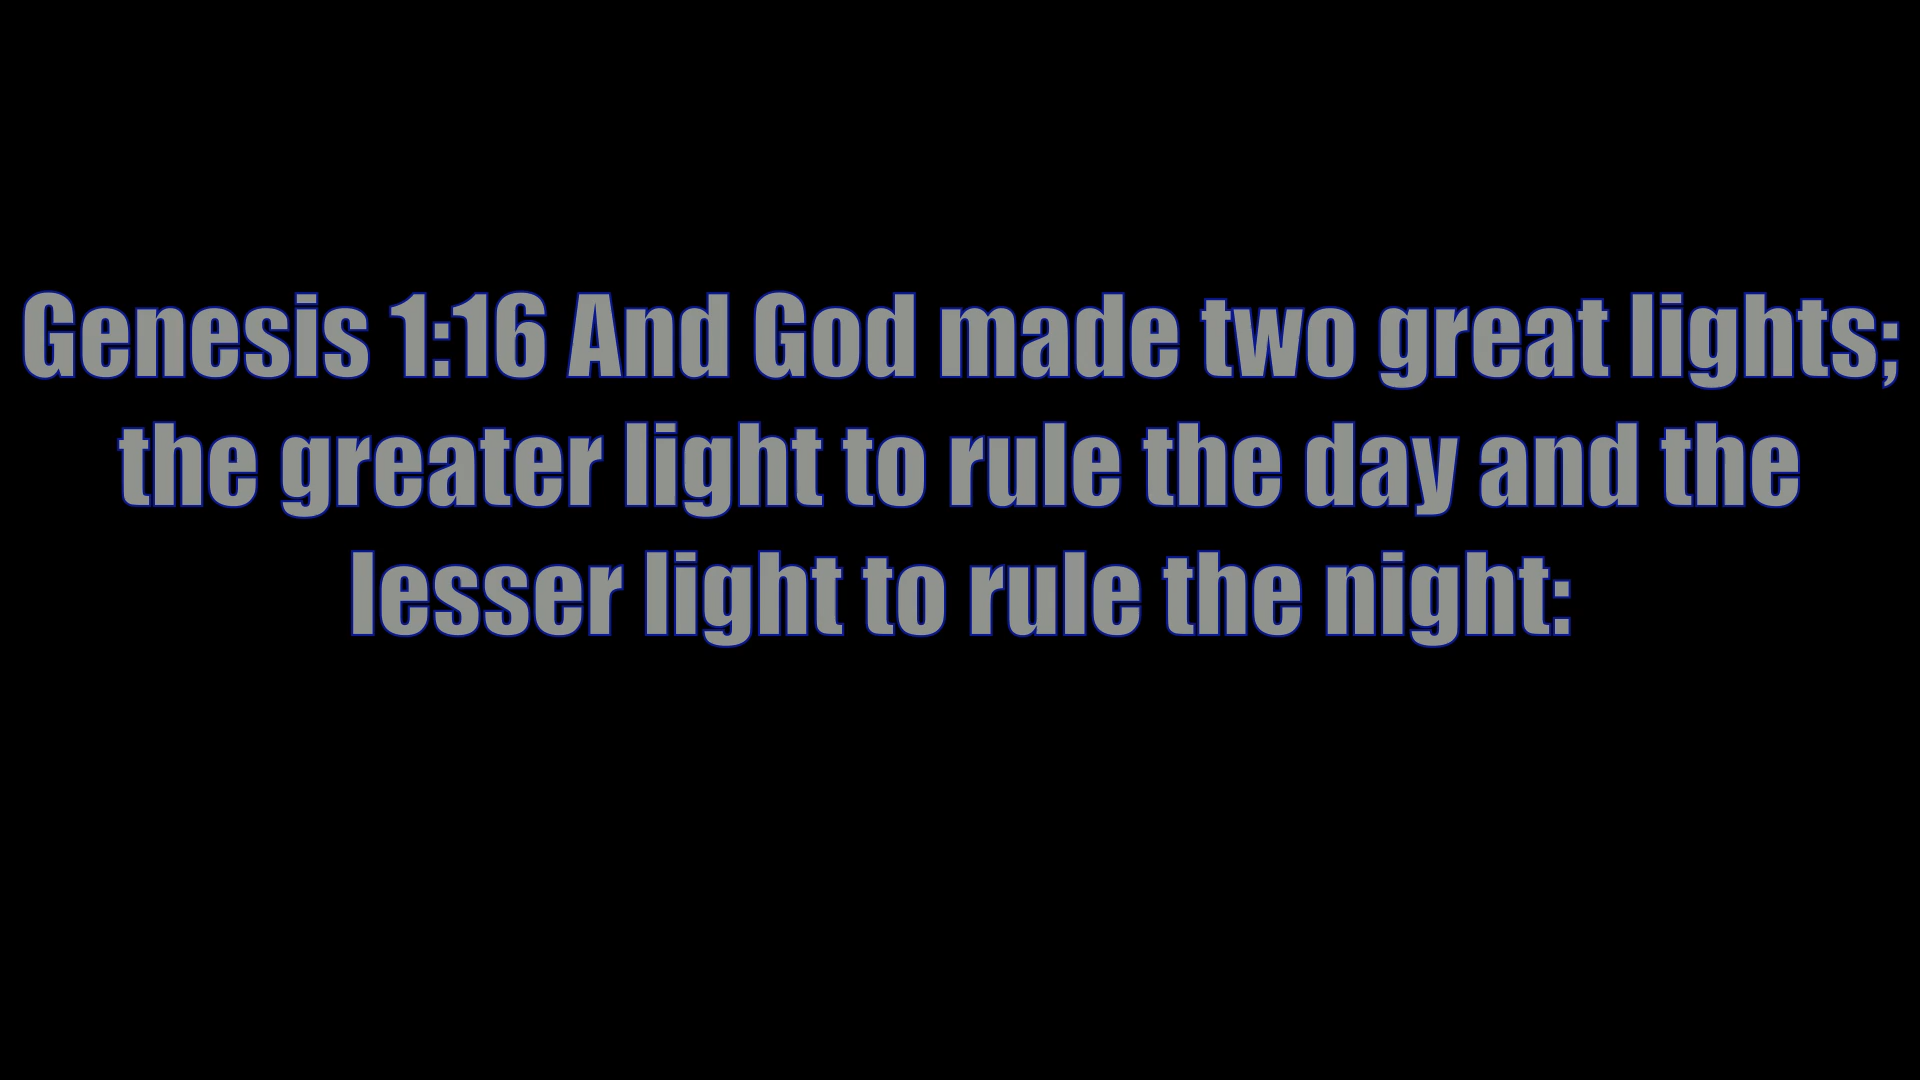 Genesis 1:16 And God made two great lights;
the greater light to rule the day and the
lesser light to rule the night: